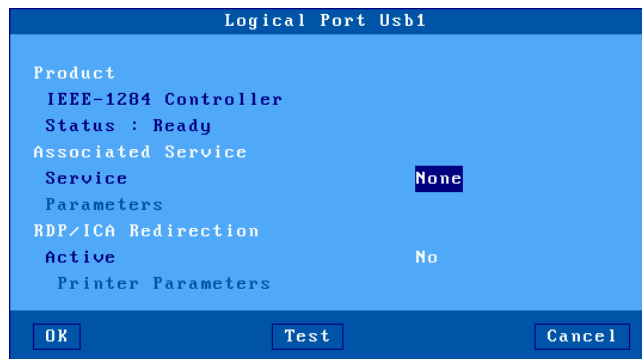 Logical Port Usb1
Product
IEEE-1284 Controller
Status : Ready
Associated Service
Service None
Parameters
RDP/ICA Redirection
Active No
Printer Parameters
OK Test Cancel